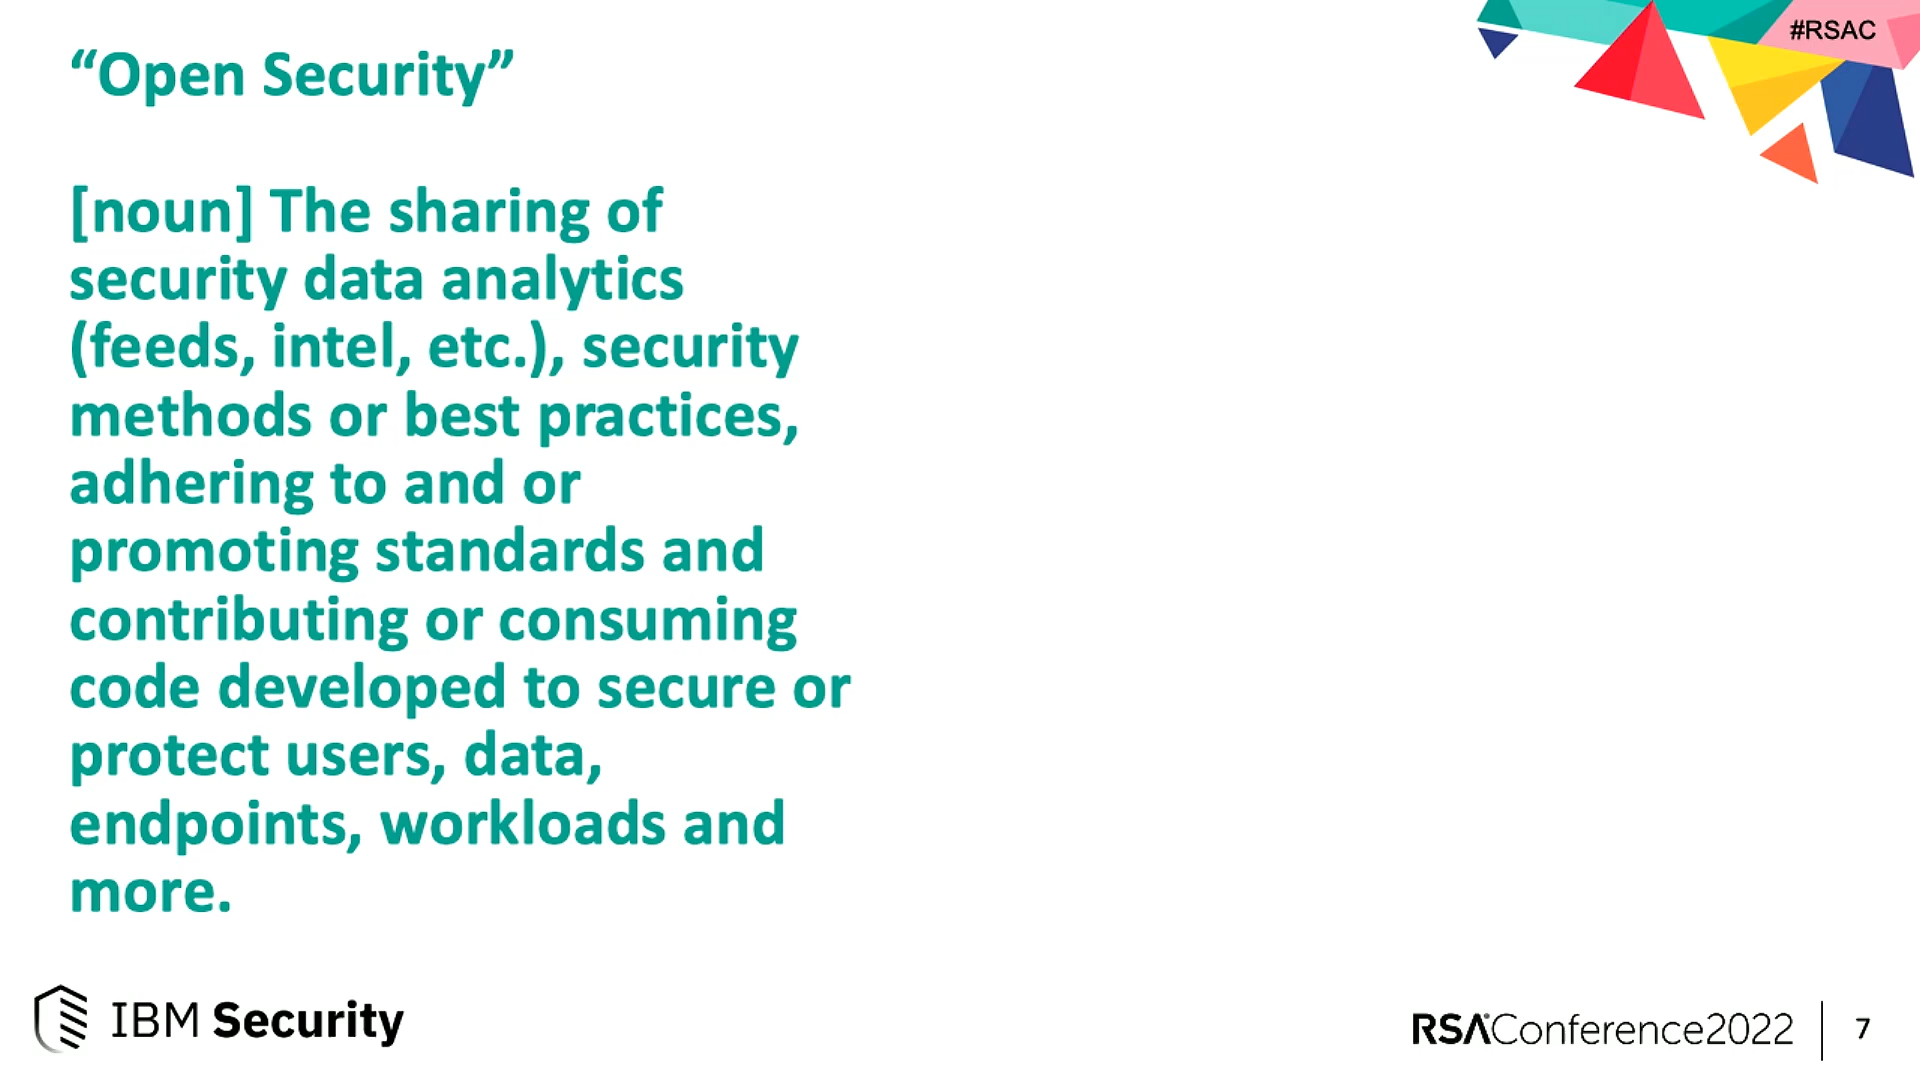 #RSAC
“Open Security”
[noun] The sharing of
security data analytics
(feeds, intel, etc.), security
methods or best practices,
adhering to and or
promoting standards and
contributing or consuming
code developed to secure or
protect users, data,
endpoints, workloads and
more.
IBM Security
RSAConference2022
7